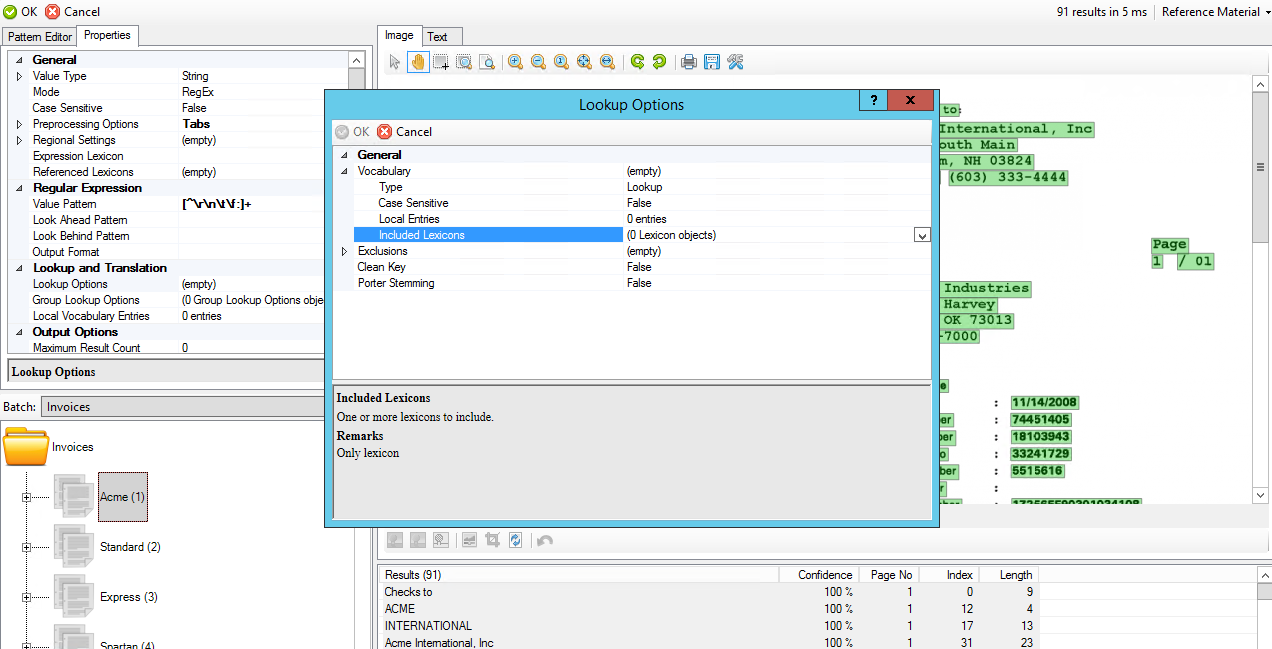 OK Cancel 91 results in 5 ms Reference Material
Pattern Editor Properties
General
Value Type String
Mode RegEx
Case Sensitive False
Preprocessing Options Tabs
Regional Settings (empty)
Expression Lexicon
Referenced Lexicons (empty)
Regular Expression
Value Pattern [^\r\n\t\f:]+
Look Ahead Pattern
Look Behind Pattern
Output Format
Lookup and Translation
Lookup Options (empty)
Group Lookup Options (0 Group Lookup Options obje
Local Vocabulary Entries 0 entries
Output Options
Maximum Result Count 0
Lookup Options
Batch: Invoices
Invoices
Acme (1)
Standard (2)
Express (3)
Spartan (4)
Image Text
Lookup Options ? X
OK Cancel
General
Vocabulary (empty)
Type Lookup
Case Sensitive False
Local Entries 0 entries
Included Lexicons (0 Lexicon objects)
Exclusions (empty)
Clean Key False
Porter Stemming False
Included Lexicons
One or more lexicons to include.
Remarks
Only lexicon
to:
International, Inc
outh Main
m, NH 03824
(603) 333-4444
Page
1 / 01
Industries
Harvey
OK 73013
-7000
e
: 11/14/2008
er : 74451405
ber : 18103943
o : 33241729
ber : 5515616
r :
Results (91) Confidence Page No Index Length
Checks to 100 % 1 0 9
ACME 100 % 1 12 4
INTERNATIONAL 100 % 1 17 13
Acme International, Inc 100 % 1 31 23